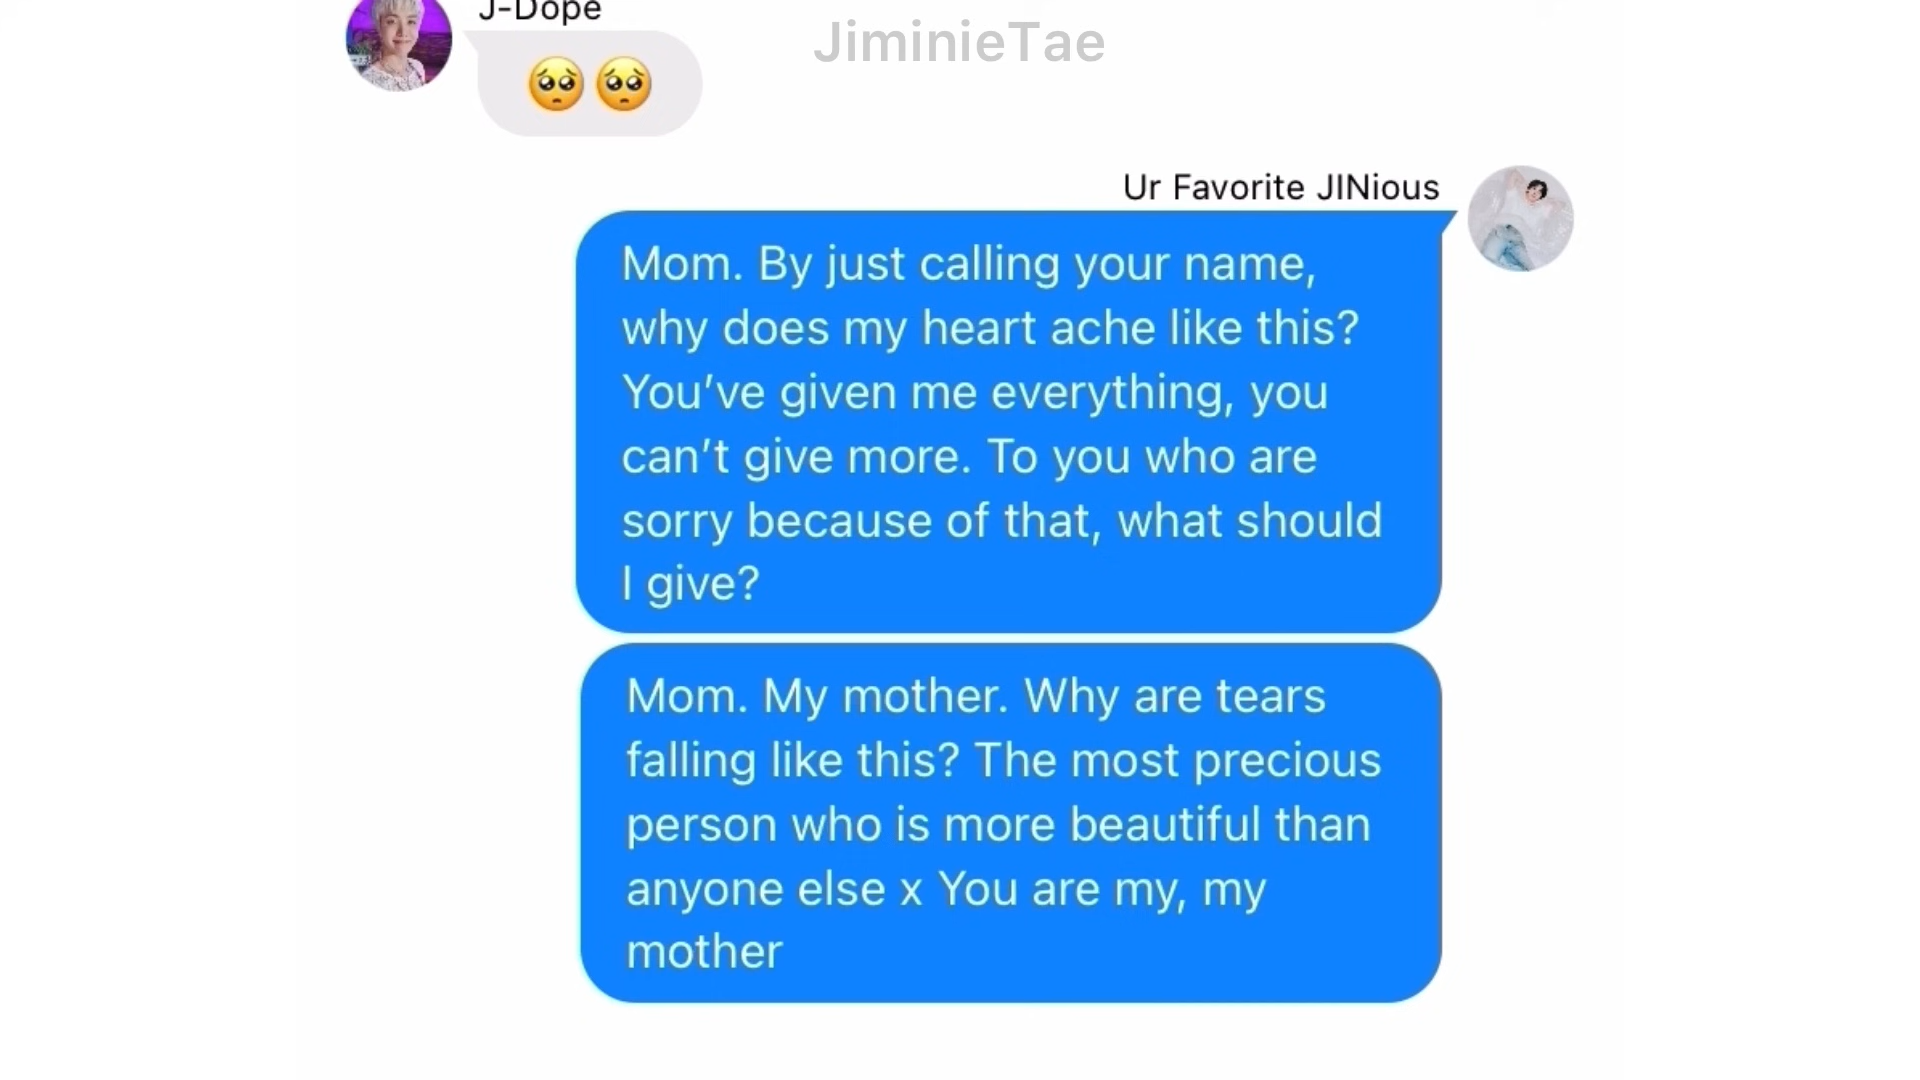 J-Dope
JiminieTae
🥺🥺
Ur Favorite JINious
Mom. By just calling your name,
why does my heart ache like this?
You’ve given me everything, you
can’t give more. To you who are
sorry because of that, what should
I give?
Mom. My mother. Why are tears
falling like this? The most precious
person who is more beautiful than
anyone else x You are my, my
mother